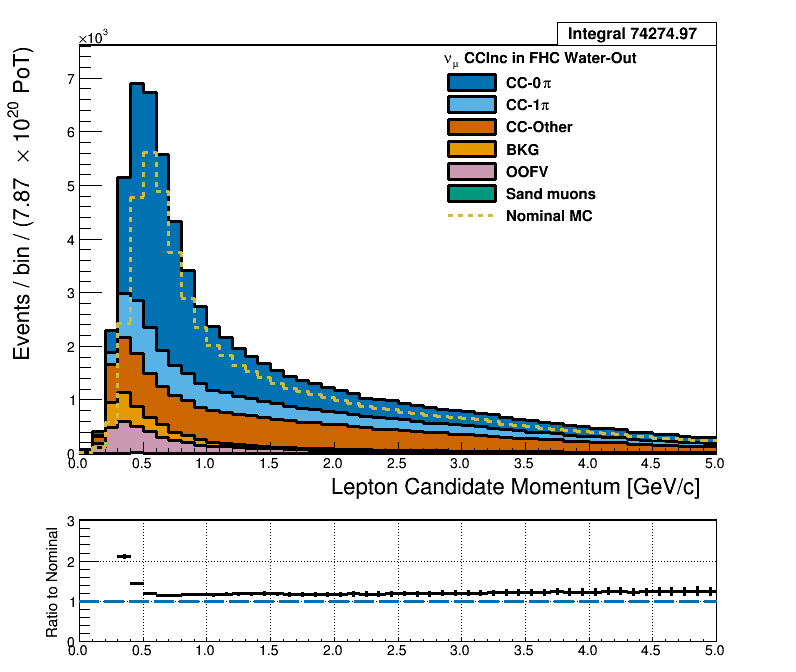 ×10³
Integral 74274.97
ν_μ CCInc in FHC Water-Out
CC-0π
CC-1π
CC-Other
BKG
OOFV
Sand muons
Nominal MC
Events / bin / (7.87 × 10²⁰ PoT)
7
6
5
4
3
2
1
0
0.0 0.5 1.0 1.5 2.0 2.5 3.0 3.5 4.0 4.5 5.0
Lepton Candidate Momentum [GeV/c]
Ratio to Nominal
3
2
1
0
0.0 0.5 1.0 1.5 2.0 2.5 3.0 3.5 4.0 4.5 5.0